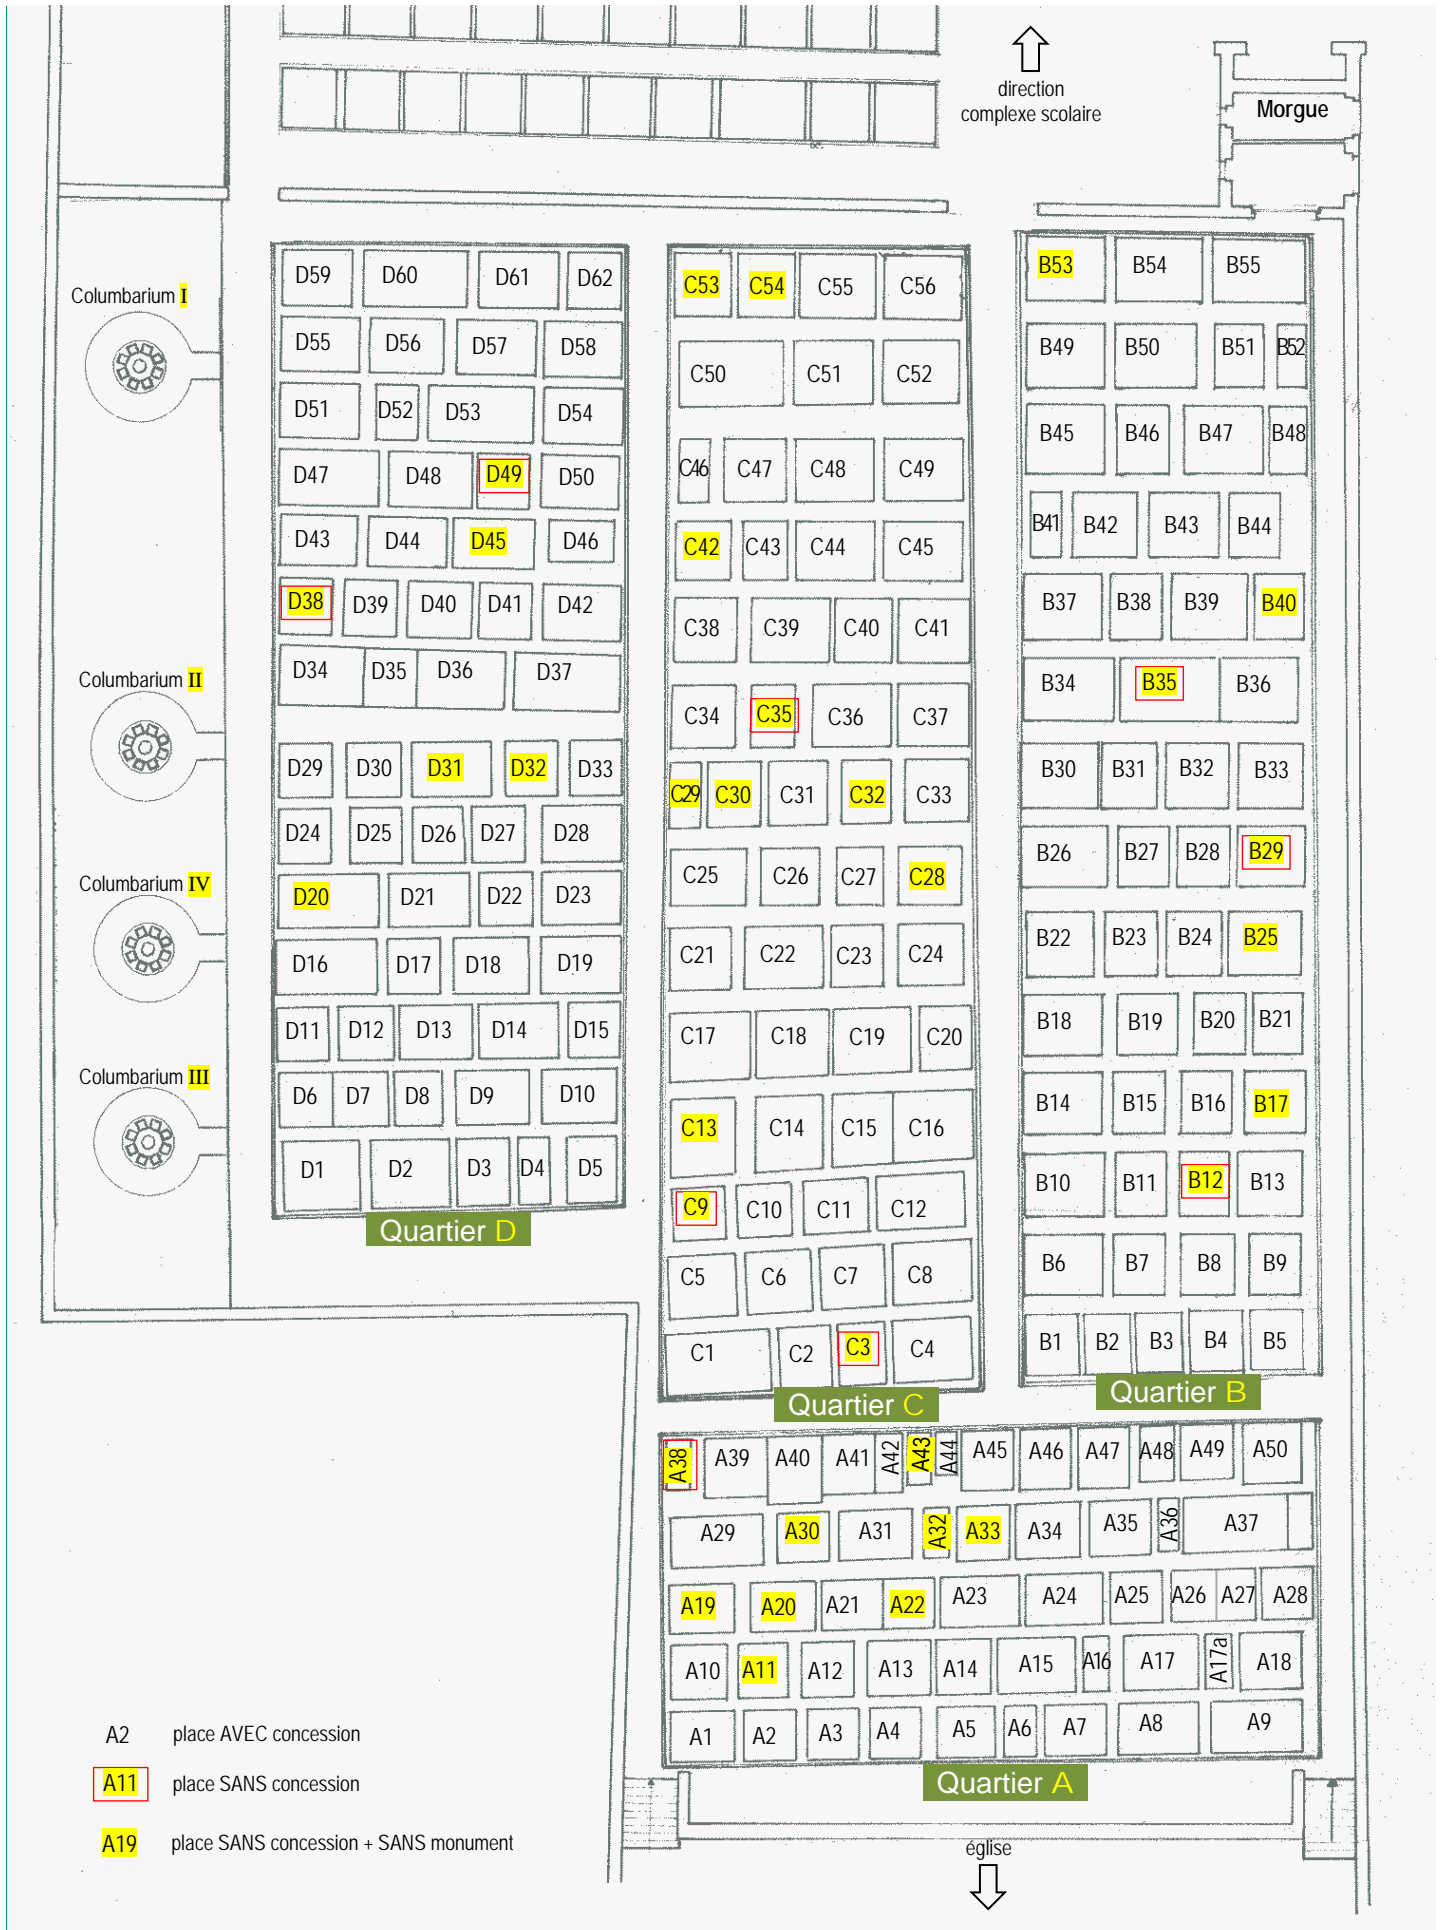 direction
complexe scolaire
Morgue
Columbarium I
Columbarium II
Columbarium IV
Columbarium III
D59 D60 D61 D62
D55 D56 D57 D58
D51 D52 D53 D54
D47 D48 D49 D50
D43 D44 D45 D46
D38 D39 D40 D41 D42
D34 D35 D36 D37
D29 D30 D31 D32 D33
D24 D25 D26 D27 D28
D20 D21 D22 D23
D16 D17 D18 D19
D11 D12 D13 D14 D15
D6 D7 D8 D9 D10
D1 D2 D3 D4 D5
Quartier D
C53 C54 C55 C56
C50 C51 C52
C46 C47 C48 C49
C42 C43 C44 C45
C38 C39 C40 C41
C34 C35 C36 C37
C29 C30 C31 C32 C33
C25 C26 C27 C28
C21 C22 C23 C24
C17 C18 C19 C20
C13 C14 C15 C16
C9 C10 C11 C12
C5 C6 C7 C8
C1 C2 C3 C4
Quartier C
B53 B54 B55
B49 B50 B51 B52
B45 B46 B47 B48
B41 B42 B43 B44
B37 B38 B39 B40
B34 B35 B36
B30 B31 B32 B33
B26 B27 B28 B29
B22 B23 B24 B25
B18 B19 B20 B21
B14 B15 B16 B17
B10 B11 B12 B13
B6 B7 B8 B9
B1 B2 B3 B4 B5
Quartier B
A38 A39 A40 A41 A42 A43 A44 A45 A46 A47 A48 A49 A50
A29 A30 A31 A32 A33 A34 A35 A36 A37
A19 A20 A21 A22 A23 A24 A25 A26 A27 A28
A10 A11 A12 A13 A14 A15 A16 A17 A17a A18
A1 A2 A3 A4 A5 A6 A7 A8 A9
Quartier A
A2 place AVEC concession
A11 place SANS concession
A19 place SANS concession + SANS monument
église